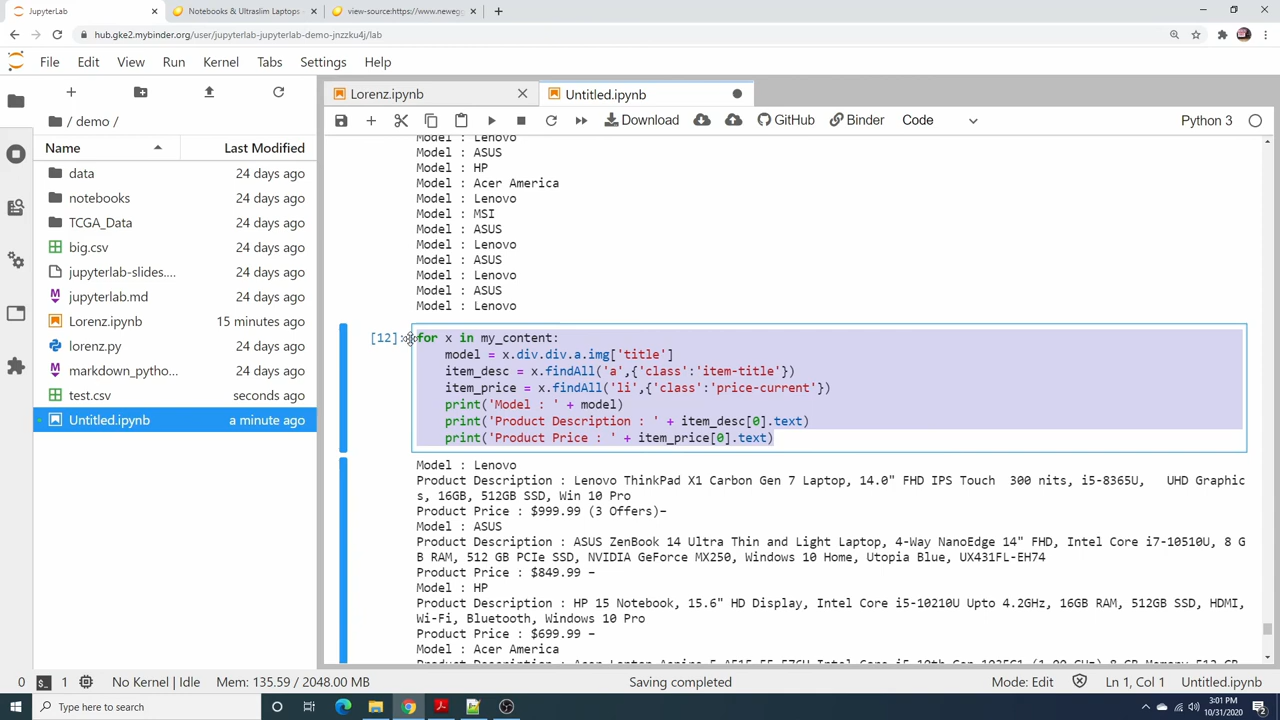 JupyterLab
Notebooks & Ultraslim Laptops -
view-source:https://www.newegg
hub.gke2.mybinder.org/user/jupyterlab-jupyterlab-demo-jnzzku4j/lab
File Edit View Run Kernel Tabs Settings Help
Lorenz.ipynb
Untitled.ipynb
Download GitHub Binder Code Python 3
/ demo /
Name Last Modified
data 24 days ago
notebooks 24 days ago
TCGA_Data 24 days ago
big.csv 24 days ago
jupyterlab-slides.... 24 days ago
jupyterlab.md 24 days ago
Lorenz.ipynb 15 minutes ago
lorenz.py 24 days ago
markdown_pytho... 24 days ago
test.csv seconds ago
Untitled.ipynb a minute ago
Model : Lenovo
Model : ASUS
Model : HP
Model : Acer America
Model : Lenovo
Model : MSI
Model : ASUS
Model : Lenovo
Model : ASUS
Model : Lenovo
Model : ASUS
Model : Lenovo
[12]:
for x in my_content:
model = x.div.div.a.img['title']
item_desc = x.findAll('a',{'class':'item-title'})
item_price = x.findAll('li',{'class':'price-current'})
print('Model : ' + model)
print('Product Description : ' + item_desc[0].text)
print('Product Price : ' + item_price[0].text)
Model : Lenovo
Product Description : Lenovo ThinkPad X1 Carbon Gen 7 Laptop, 14.0" FHD IPS Touch  300 nits, i5-8365U,   UHD Graphic
s, 16GB, 512GB SSD, Win 10 Pro
Product Price : $999.99 (3 Offers)–
Model : ASUS
Product Description : ASUS ZenBook 14 Ultra Thin and Light Laptop, 4-Way NanoEdge 14" FHD, Intel Core i7-10510U, 8 G
B RAM, 512 GB PCIe SSD, NVIDIA GeForce MX250, Windows 10 Home, Utopia Blue, UX431FL-EH74
Product Price : $849.99 –
Model : HP
Product Description : HP 15 Notebook, 15.6" HD Display, Intel Core i5-10210U Upto 4.2GHz, 16GB RAM, 512GB SSD, HDMI,
Wi-Fi, Bluetooth, Windows 10 Pro
Product Price : $699.99 –
Model : Acer America
0 1 No Kernel | Idle Mem: 135.59 / 2048.00 MB Saving completed Mode: Edit Ln 1, Col 1 Untitled.ipynb
Type here to search
3:01 PM
10/31/2020
2